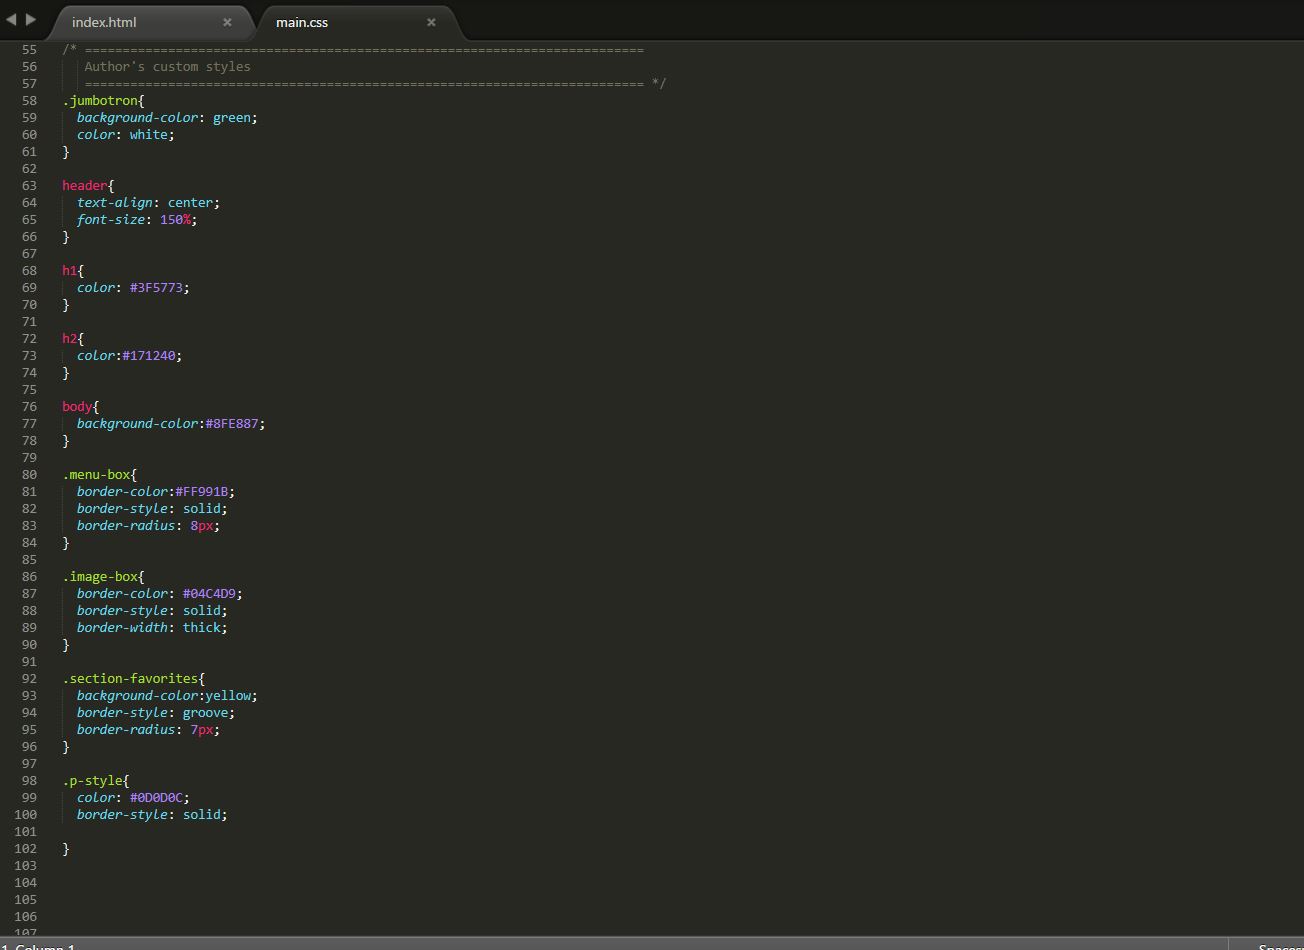 index.html × main.css ×
55 /* ==========================================================================
56 Author's custom styles
57 ========================================================================== */
58 .jumbotron{
59 background-color: green;
60 color: white;
61 }
62
63 header{
64 text-align: center;
65 font-size: 150%;
66 }
67
68 h1{
69 color: #3F5773;
70 }
71
72 h2{
73 color:#171240;
74 }
75
76 body{
77 background-color:#8FE887;
78 }
79
80 .menu-box{
81 border-color:#FF991B;
82 border-style: solid;
83 border-radius: 8px;
84 }
85
86 .image-box{
87 border-color: #04C4D9;
88 border-style: solid;
89 border-width: thick;
90 }
91
92 .section-favorites{
93 background-color:yellow;
94 border-style: groove;
95 border-radius: 7px;
96 }
97
98 .p-style{
99 color: #0D0D0C;
100 border-style: solid;
101
102 }
103
104
105
106
107
1, Column 1 Spaces